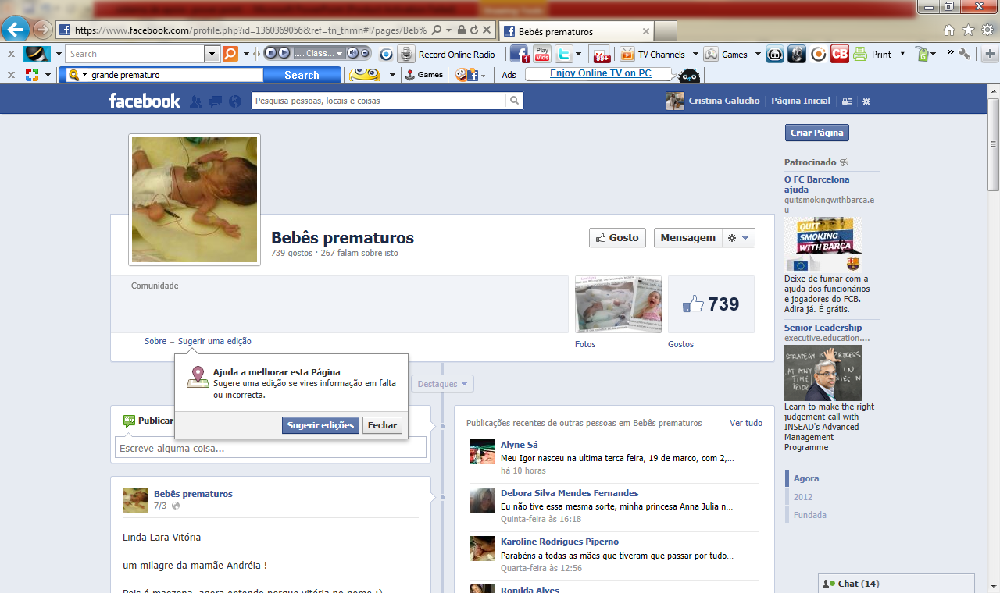 https://www.facebook.com/profile.php?id=1360369056&ref=tn_tnmn#!/pages/Beb%
Bebês prematuros
Search
..... Class...
Record Online Radio
1
Play Vids
99+
TV Channels
Games
CB
Print
grande prematuro
Search
Games
Ads
Enjoy Online TV on PC
facebook
Pesquisa pessoas, locais e coisas
Cristina Galucho
Página Inicial
Criar Página
Bebês prematuros
739 gostos · 267 falam sobre isto
Gosto
Mensagem
Comunidade
739
Sobre – Sugerir uma edição
Fotos
Gostos
Ajuda a melhorar esta Página
Sugere uma edição se vires informação em falta
ou incorrecta.
Sugerir edições
Fechar
Destaques
Publicar
Escreve alguma coisa...
Bebês prematuros
7/3
Linda Lara Vitória
um milagre da mamãe Andréia !
Publicações recentes de outras pessoas em Bebês prematuros
Ver tudo
Alyne Sá
Meu Igor nasceu na ultima terca feira, 19 de marco, com 2,...
há 10 horas
Debora Silva Mendes Fernandes
Eu não tive essa mesma sorte, minha princesa Anna Julia n...
Quinta-feira às 16:18
Karoline Rodrigues Piperno
Parabéns a todas as mães que tiveram que passar por tudo...
Quarta-feira às 12:56
Ronilda Alves
Patrocinado
O FC Barcelona
ajuda
quitsmokingwithbarca.e
u
QUIT
SMOKING
WITH BARÇA
Deixe de fumar com a
ajuda dos funcionários
e jogadores do FCB.
Adira já. É grátis.
Senior Leadership
executive.education....
STRATEGY IS PROCESS
Learn to make the right
judgement call with
INSEAD's Advanced
Management
Programme
Agora
2012
Fundada
Chat (14)